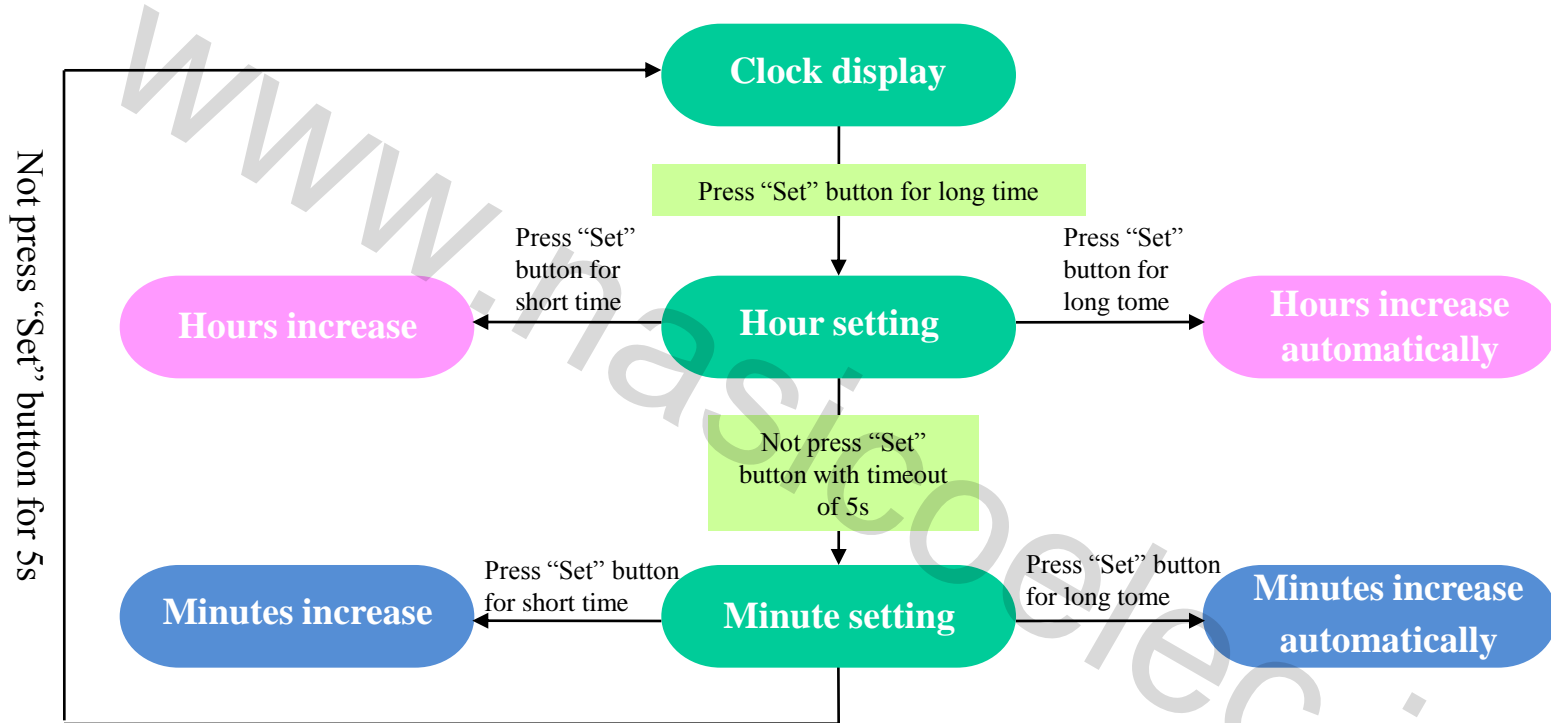 Clock display
Press “Set” button for long time
Press “Set”
button for
short time
Press “Set”
button for
long tome
Hours increase
Hour setting
Hours increase
automatically
Not press “Set”
button with timeout
of 5s
Press “Set” button
for short time
Press “Set” button
for long tome
Minutes increase
Minute setting
Minutes increase
automatically
Not press “Set” button for 5s
www.nasicoelec.i